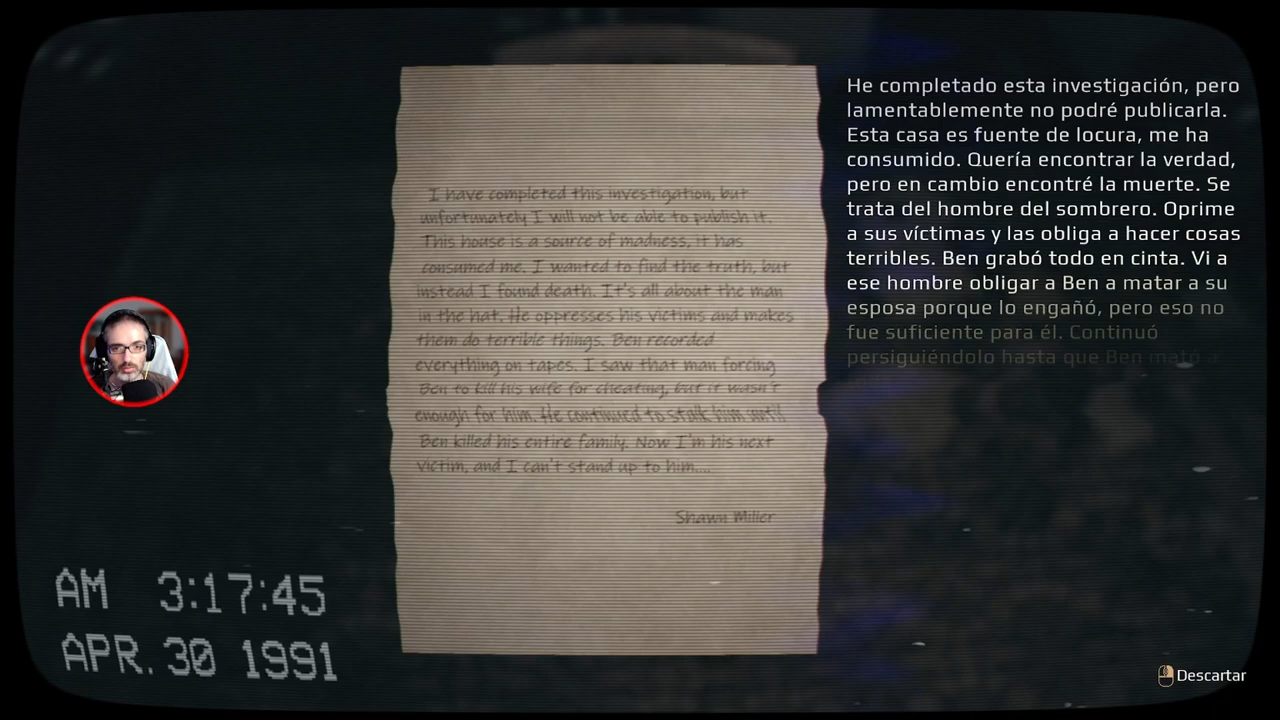 I have completed this investigation, but
unfortunately I will not be able to publish it.
This house is a source of madness, it has
consumed me. I wanted to find the truth, but
instead I found death. It's all about the man
in the hat. He oppresses his victims and makes
them do terrible things. Ben recorded
everything on tapes. I saw that man forcing
Ben to kill his wife for cheating, but it wasn't
enough for him. He continued to stalk him until
Ben killed his entire family. Now I'm his next
victim, and I can't stand up to him....
Shawn Miller
He completado esta investigación, pero
lamentablemente no podré publicarla.
Esta casa es fuente de locura, me ha
consumido. Quería encontrar la verdad,
pero en cambio encontré la muerte. Se
trata del hombre del sombrero. Oprime
a sus víctimas y las obliga a hacer cosas
terribles. Ben grabó todo en cinta. Vi a
ese hombre obligar a Ben a matar a su
esposa porque lo engañó, pero eso no
fue suficiente para él. Continuó
persiguiéndolo hasta que Ben mató a
AM 3:17:45
APR. 30 1991
Descartar